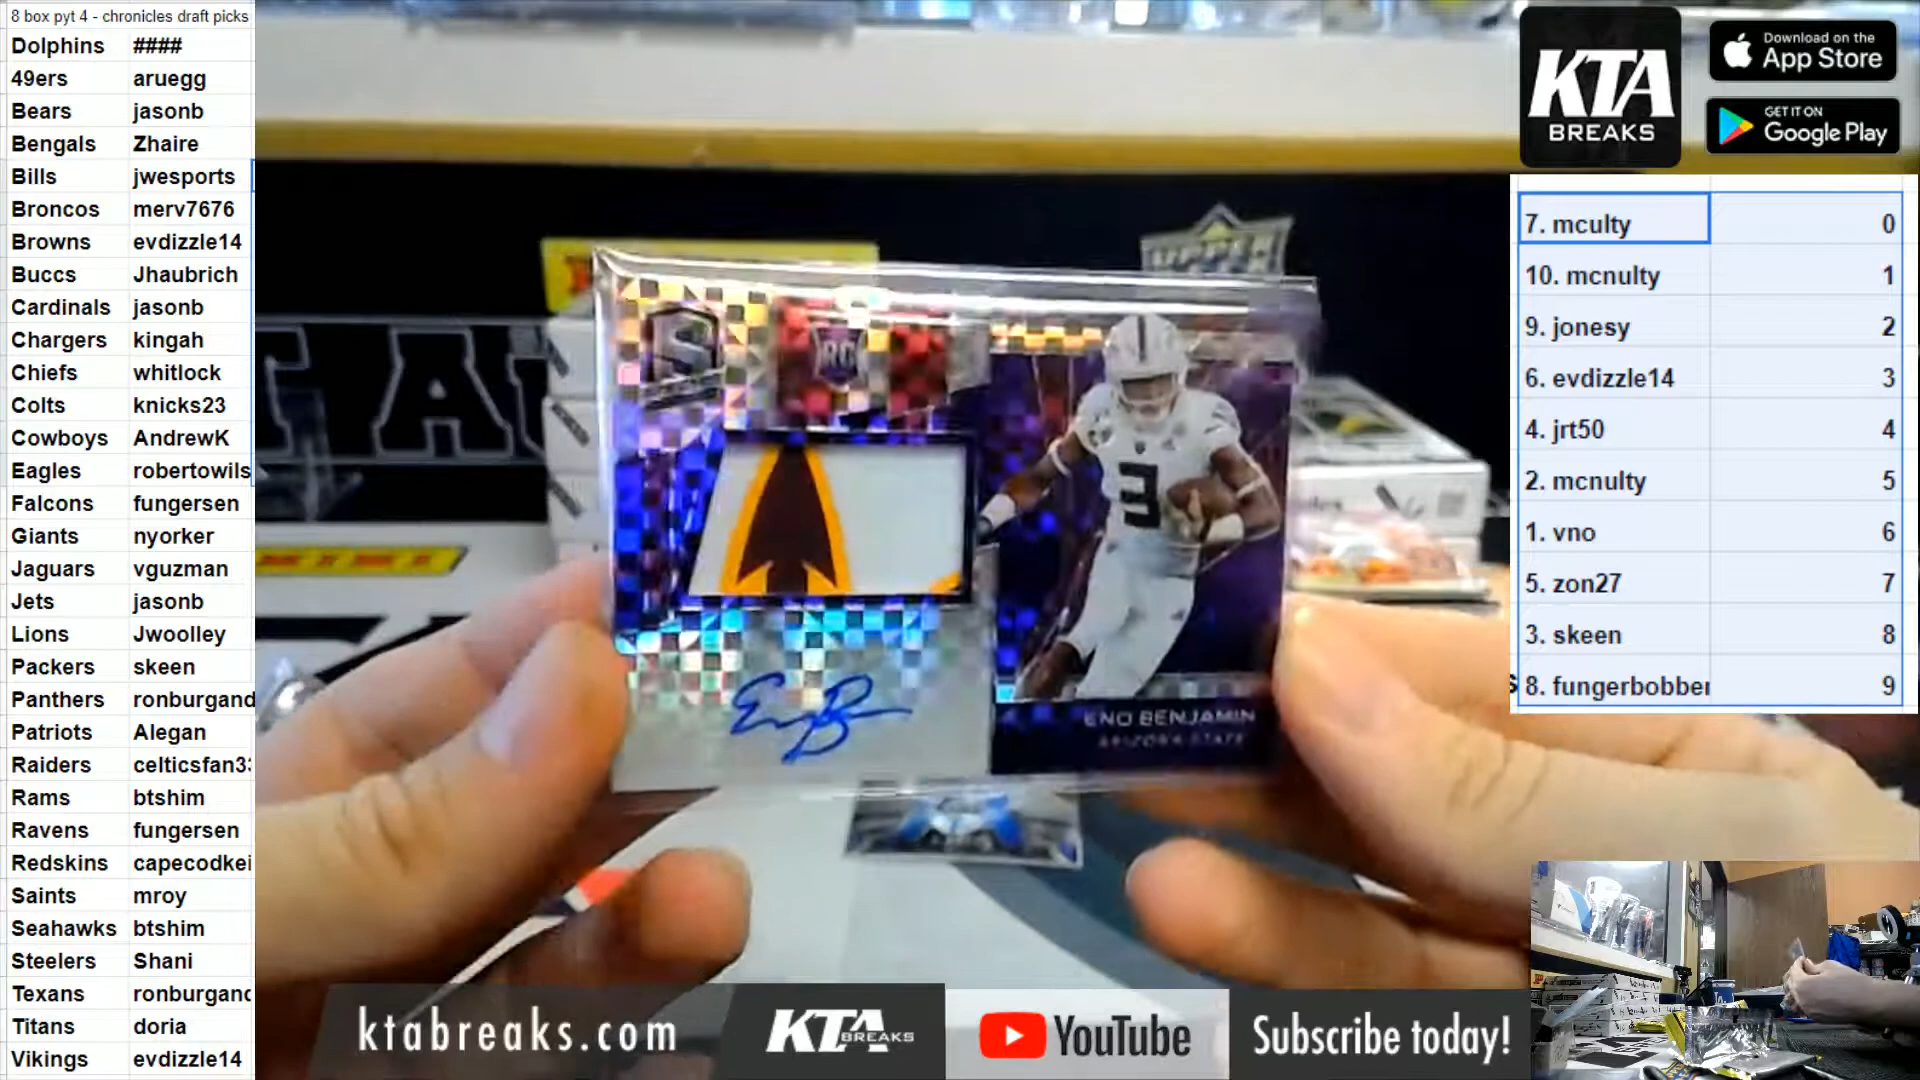 8 box pyt 4 - chronicles draft picks
Dolphins ####
49ers aruegg
Bears jasonb
Bengals Zhaire
Bills jwesports
Broncos merv7676
Browns evdizzle14
Buccs Jhaubrich
Cardinals jasonb
Chargers kingah
Chiefs whitlock
Colts knicks23
Cowboys AndrewK
Eagles robertowils
Falcons fungersen
Giants nyorker
Jaguars vguzman
Jets jasonb
Lions Jwoolley
Packers skeen
Panthers ronburgand
Patriots Alegan
Raiders celticsfan3
Rams btshim
Ravens fungersen
Redskins capecodkei
Saints mroy
Seahawks btshim
Steelers Shani
Texans ronburgand
Titans doria
Vikings evdizzle14
UPPER
S
RC
3
ENO BENJAMIN
ARIZONA STATE
KTA
BREAKS
Download on the
App Store
GET IT ON
Google Play
7. mculty 0
10. mcnulty 1
9. jonesy 2
6. evdizzle14 3
4. jrt50 4
2. mcnulty 5
1. vno 6
5. zon27 7
3. skeen 8
8. fungerbobber 9
ktabreaks.com
KTA BREAKS
YouTube
Subscribe today!